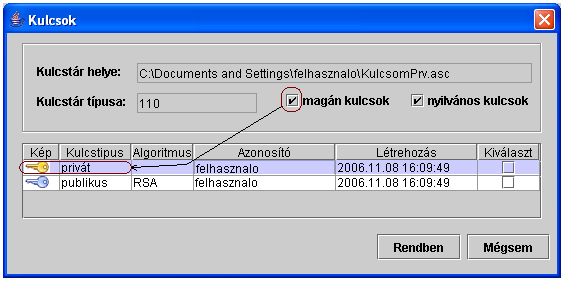 Kulcsok
Kulcstár helye: C:\Documents and Settings\felhasznalo\KulcsomPrv.asc
Kulcstár típusa: 110 magán kulcsok nyilvános kulcsok
Kép Kulcstipus Algoritmus Azonosító Létrehozás Kiválaszt
privát felhasznalo 2006.11.08 16:09:49
publikus RSA felhasznalo 2006.11.08 16:09:49
Rendben Mégsem